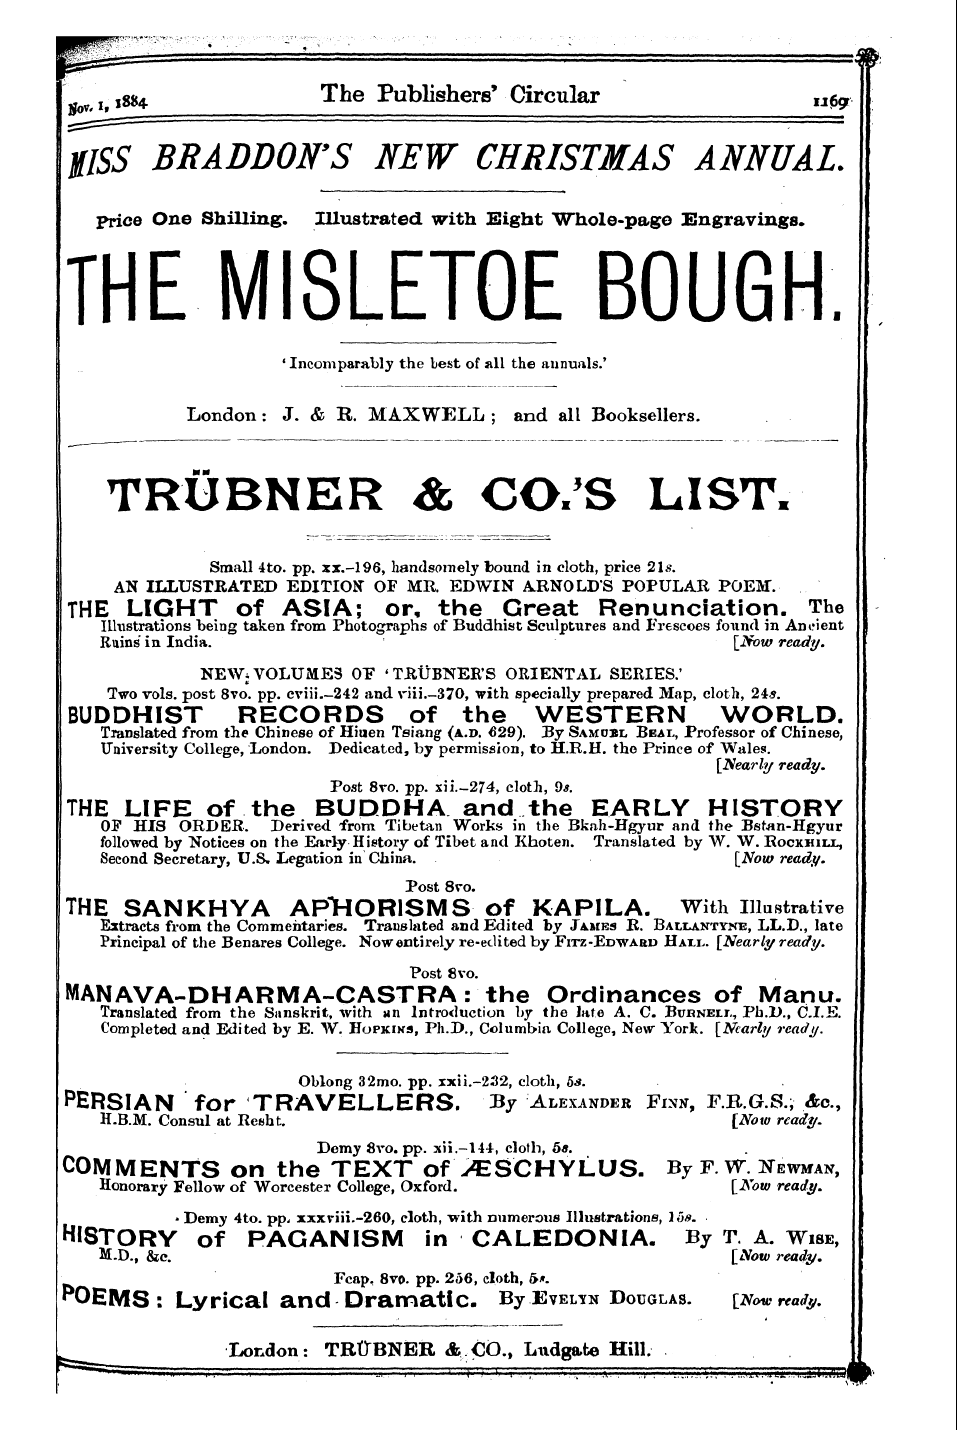 Nov. 1, 1884 The Publishers' Circular 1169
MISS BRADDON'S NEW CHRISTMAS ANNUAL.
Price One Shilling. Illustrated with Eight Whole-page Engravings.
THE MISLETOE BOUGH.
'Incomparably the best of all the annuals.'
London: J. & R. MAXWELL; and all Booksellers.
TRÜBNER & CO.'S LIST.
Small 4to. pp. xx.–196, handsomely bound in cloth, price 21s.
AN ILLUSTRATED EDITION OF MR. EDWIN ARNOLD'S POPULAR POEM.
THE LIGHT of ASIA; or, the Great Renunciation. The
Illustrations being taken from Photographs of Buddhist Sculptures and Frescoes found in Ancient
Ruins in India. [Now ready.
NEW VOLUMES OF 'TRÜBNER'S ORIENTAL SERIES.'
Two vols. post 8vo. pp. cviii.–242 and viii.–370, with specially prepared Map, cloth, 24s.
BUDDHIST RECORDS of the WESTERN WORLD.
Translated from the Chinese of Hiuen Tsiang (A.D. 629). By SAMUEL BEAL, Professor of Chinese,
University College, London. Dedicated, by permission, to H.R.H. the Prince of Wales.
[Nearly ready.
Post 8vo. pp. xii.–274, cloth, 9s.
THE LIFE of the BUDDHA and the EARLY HISTORY
OF HIS ORDER. Derived from Tibetan Works in the Bkah-Hgyur and the Bstan-Hgyur
followed by Notices on the Early History of Tibet and Khoten. Translated by W. W. ROCKHILL,
Second Secretary, U.S. Legation in China. [Now ready.
Post 8vo.
THE SANKHYA APHORISMS of KAPILA. With Illustrative
Extracts from the Commentaries. Translated and Edited by JAMES R. BALLANTYNE, LL.D., late
Principal of the Benares College. Now entirely re-edited by FITZ-EDWARD HALL. [Nearly ready.
Post 8vo.
MANAVA-DHARMA-CASTRA: the Ordinances of Manu.
Translated from the Sanskrit, with an Introduction by the late A. C. BURNELL, Ph.D., C.I.E.
Completed and Edited by E. W. HOPKINS, Ph.D., Columbia College, New York. [Nearly ready.
Oblong 32mo. pp. xxii.–232, cloth, 5s.
PERSIAN for TRAVELLERS. By ALEXANDER FINN, F.R.G.S., &c.,
H.B.M. Consul at Resht. [Now ready.
Demy 8vo. pp. xii.–144, cloth, 5s.
COMMENTS on the TEXT of ÆSCHYLUS. By F. W. NEWMAN,
Honorary Fellow of Worcester College, Oxford. [Now ready.
Demy 4to. pp. xxxviii.–260, cloth, with numerous Illustrations, 15s.
HISTORY of PAGANISM in CALEDONIA. By T. A. WISE,
M.D., &c. [Now ready.
Fcap. 8vo. pp. 256, cloth, 5s.
POEMS: Lyrical and Dramatic. By EVELYN DOUGLAS. [Now ready.
London: TRÜBNER & CO., Ludgate Hill.